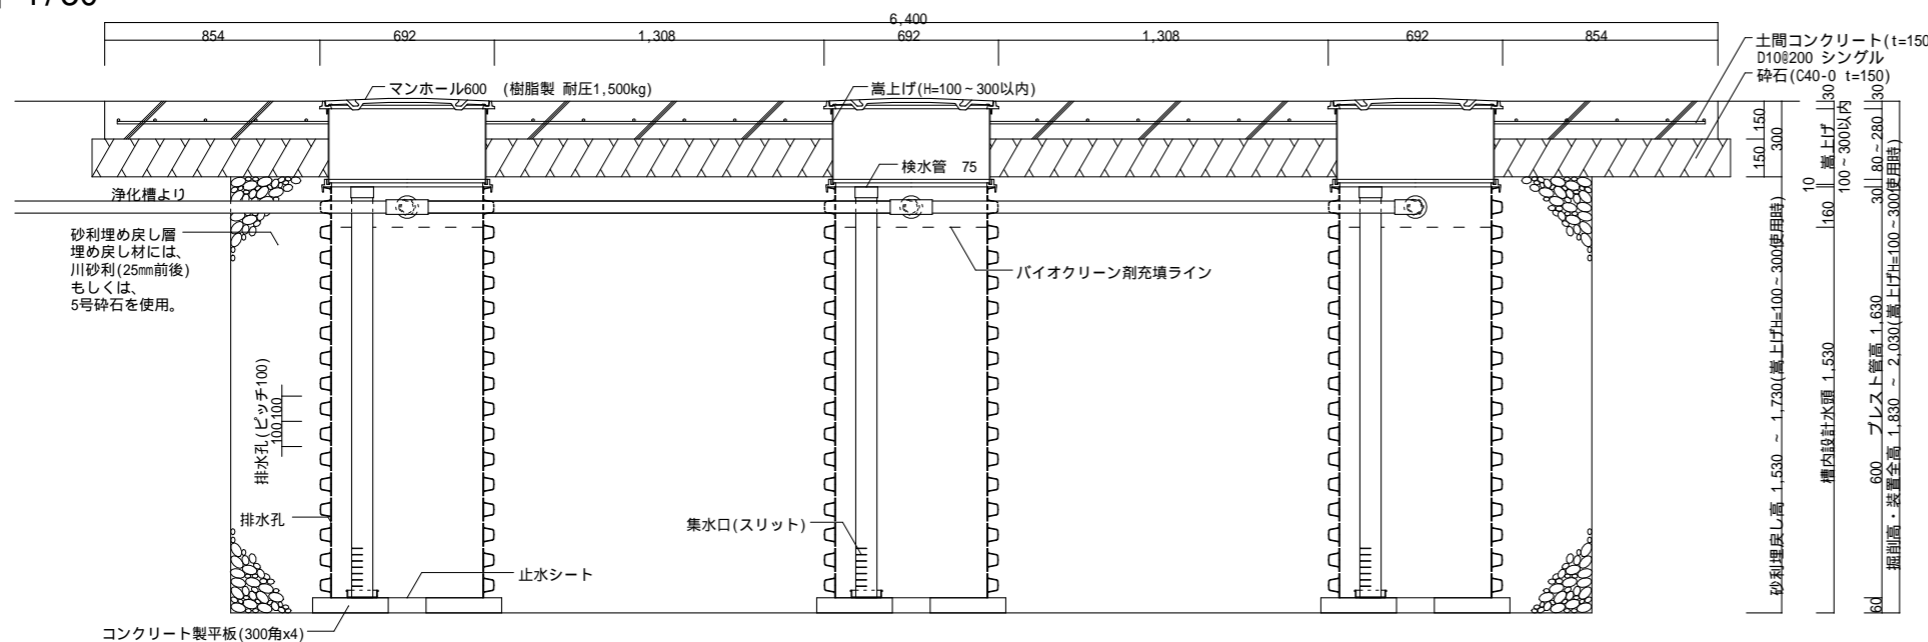 6,400
854
692
1,308
692
1,308
692
854
土間コンクリート(t=150
D10@200 シングル
砕石(C40-0 t=150)
マンホール600 (樹脂製 耐圧1,500kg)
嵩上げ(H=100~300以内)
検水管 75
浄化槽より
砂利埋め戻し層
埋め戻し材には、
川砂利(25mm前後)
もしくは、
5号砕石を使用。
バイオクリーン剤充填ライン
排水孔(ピッチ100)
100
100
排水孔
集水口(スリット)
止水シート
コンクリート製平板(300角x4)
150
150
300
砂利埋戻し高 1,530 ~ 1,730(嵩上げH=100~300使用時)
30
嵩上げ
100~300以内
10
160
槽内設計水頭 1,530
30
80~280
30
プレスト管高 1,630
600
60
掘削高・装置全高 1,830 ~ 2,030(嵩上げH=100~300使用時)